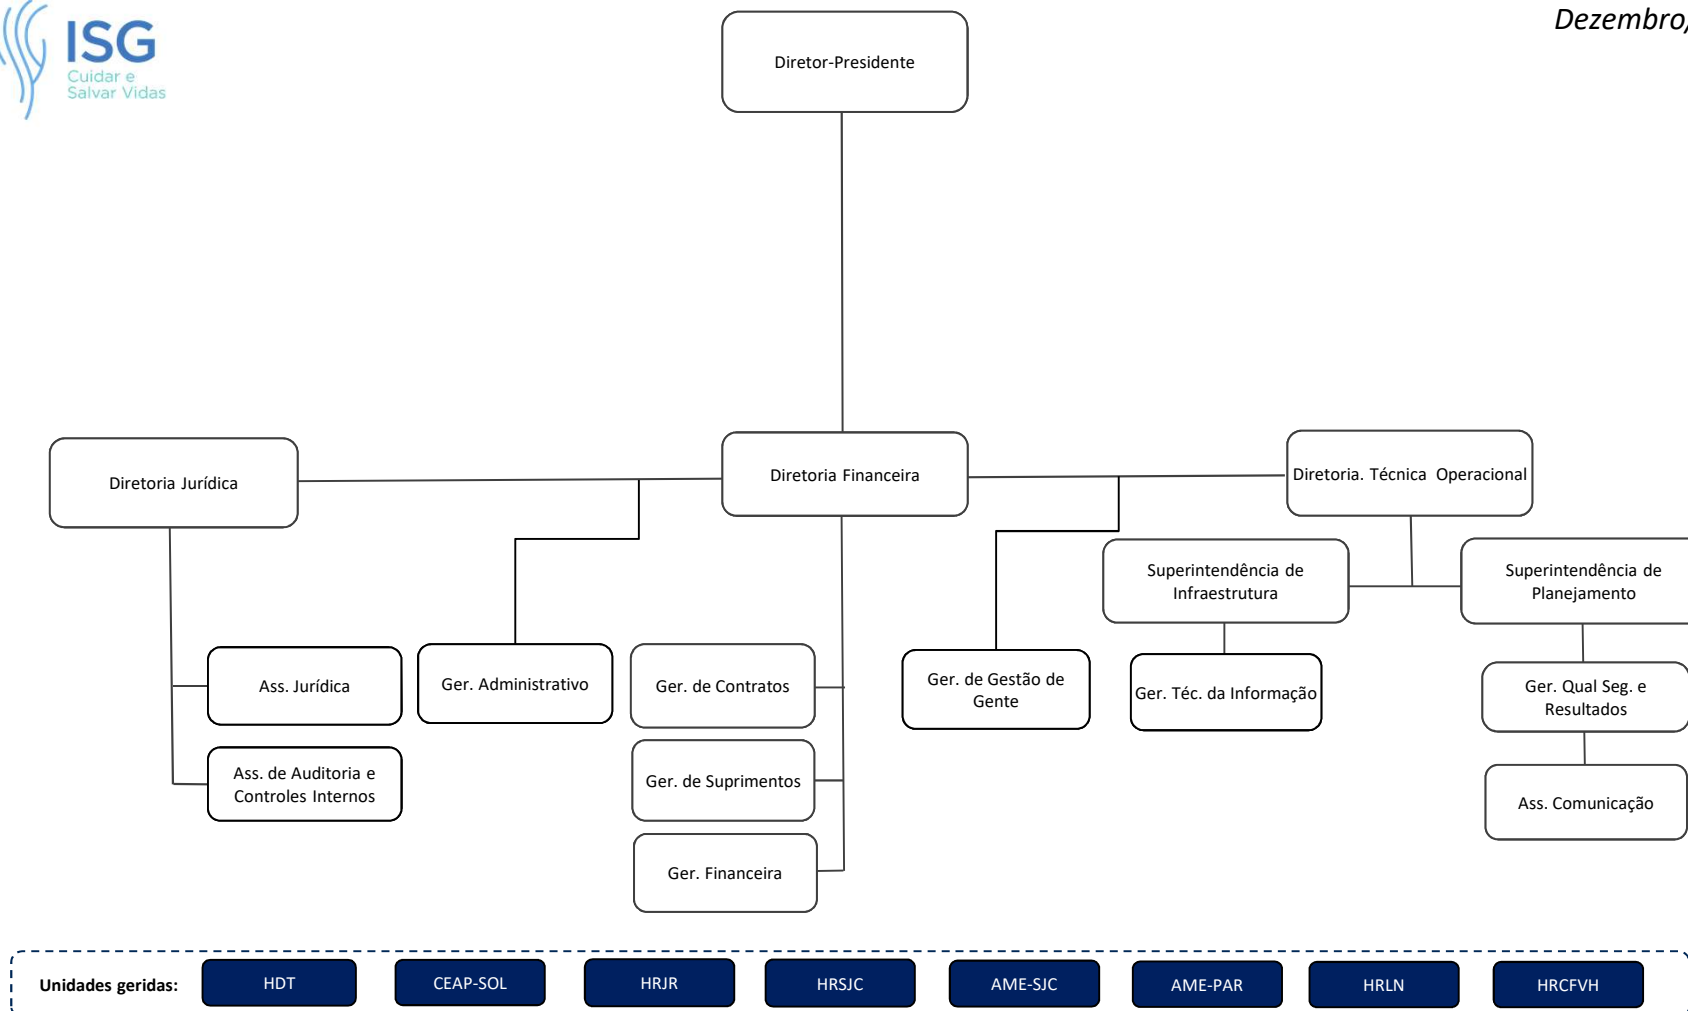 ISG
Cuidar e
Salvar Vidas
Dezembro/
Diretor-Presidente
Diretoria Jurídica
Diretoria Financeira
Diretoria. Técnica Operacional
Superintendência de
Infraestrutura
Superintendência de
Planejamento
Ass. Jurídica
Ger. Administrativo
Ger. de Contratos
Ger. de Gestão de
Gente
Ger. Téc. da Informação
Ger. Qual Seg. e
Resultados
Ass. de Auditoria e
Controles Internos
Ger. de Suprimentos
Ass. Comunicação
Ger. Financeira
Unidades geridas:
HDT
CEAP-SOL
HRJR
HRSJC
AME-SJC
AME-PAR
HRLN
HRCFVH